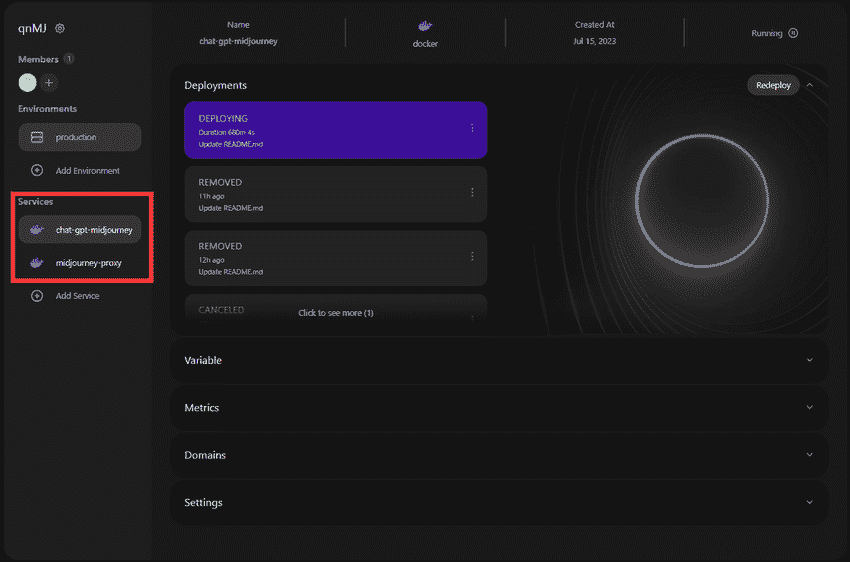 qnMJ
Members 1
Environments
production
Add Environment
Services
chat-gpt-midjourney
midjourney-proxy
Add Service
Name
chat-gpt-midjourney
docker
Created At
Jul 15, 2023
Running
Deployments
Redeploy
DEPLOYING
Duration 680m 4s
Update README.md
REMOVED
11h ago
Update README.md
REMOVED
12h ago
Update README.md
CANCELED
Click to see more (1)
Variable
Metrics
Domains
Settings